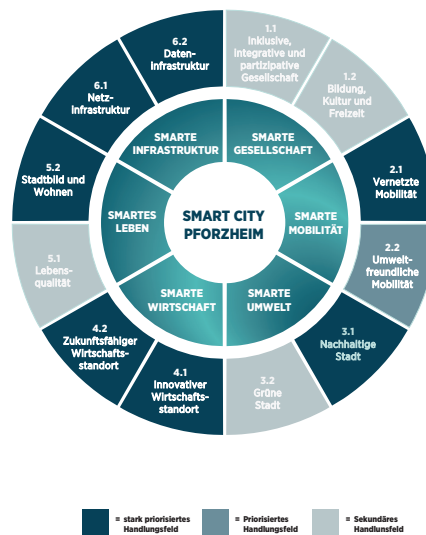 SMART CITY
PFORZHEIM
SMARTE
GESELLSCHAFT
SMARTE
MOBILITÄT
SMARTE
UMWELT
SMARTE
WIRTSCHAFT
SMARTES
LEBEN
SMARTE
INFRASTRUKTUR
1.1
Inklusive,
integrative und
partizipative
Gesellschaft
1.2
Bildung,
Kultur und
Freizeit
2.1
Vernetzte
Mobilität
2.2
Umwelt-
freundliche
Mobilität
3.1
Nachhaltige
Stadt
3.2
Grüne
Stadt
4.1
Innovativer
Wirtschafts-
standort
4.2
Zukunftsfähiger
Wirtschafts-
standort
5.1
Lebens-
qualität
5.2
Stadtbild und
Wohnen
6.1
Netz-
infrastruktur
6.2
Daten-
infrastruktur
= stark priorisiertes
Handlungsfeld
= Priorisiertes
Handlungsfeld
= Sekundäres
Handlunsfeld